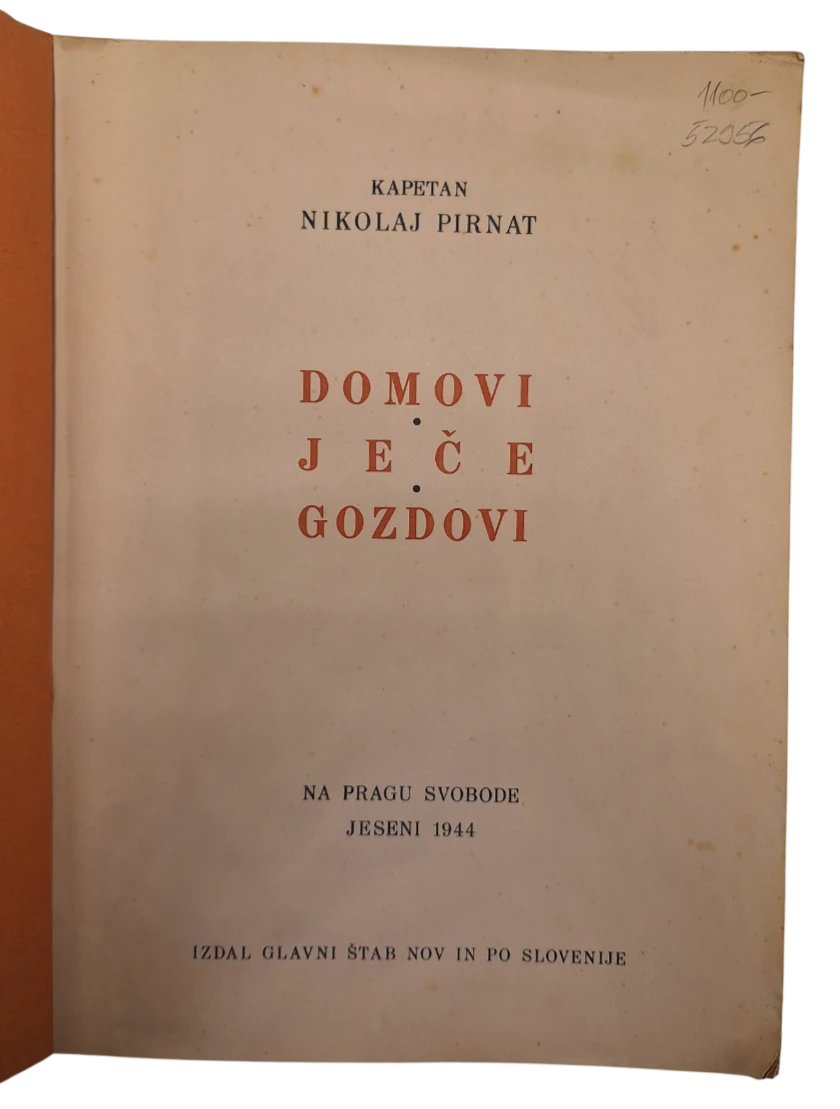 1100-
52956
KAPETAN
NIKOLAJ PIRNAT
DOMOVI
•
JEČE
•
GOZDOVI
NA PRAGU SVOBODE
JESENI 1944
IZDAL GLAVNI ŠTAB NOV IN PO SLOVENIJE